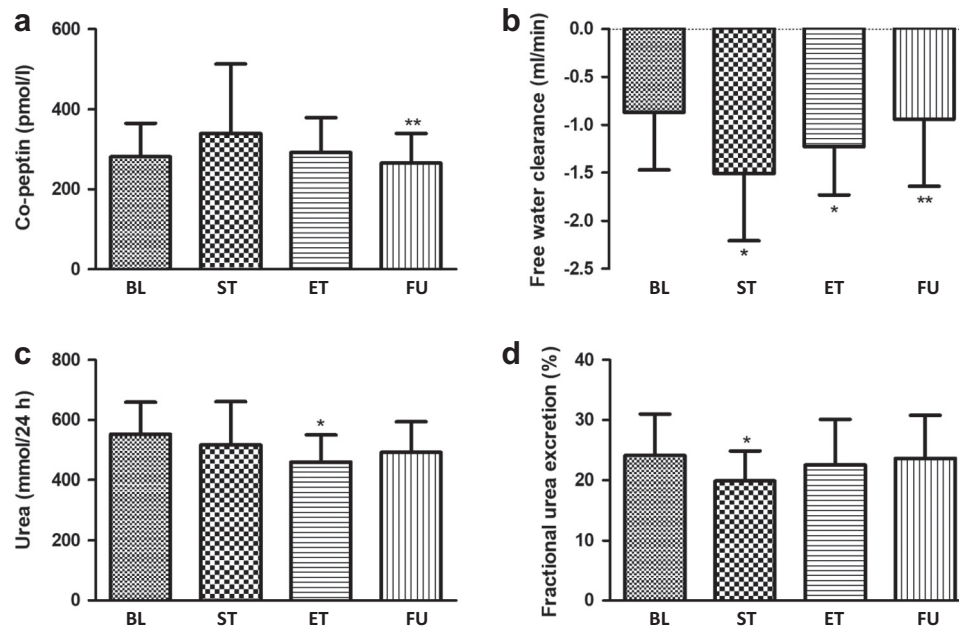 a
Co-peptin (pmol/l)
600
400
200
0
**
BL ST ET FU
b
Free water clearance (ml/min)
0.0
-0.5
-1.0
-1.5
-2.0
-2.5
* * **
BL ST ET FU
c
Urea (mmol/24 h)
800
600
400
200
0
*
BL ST ET FU
d
Fractional urea excretion (%)
40
30
20
10
0
*
BL ST ET FU